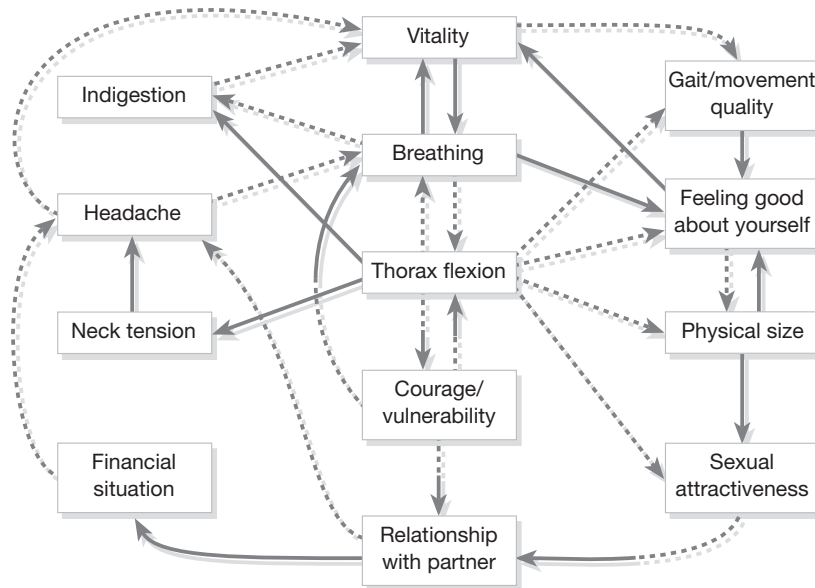 Vitality
Indigestion
Gait/movement
quality
Breathing
Headache
Feeling good
about yourself
Thorax flexion
Neck tension
Physical size
Courage/
vulnerability
Financial
situation
Sexual
attractiveness
Relationship
with partner